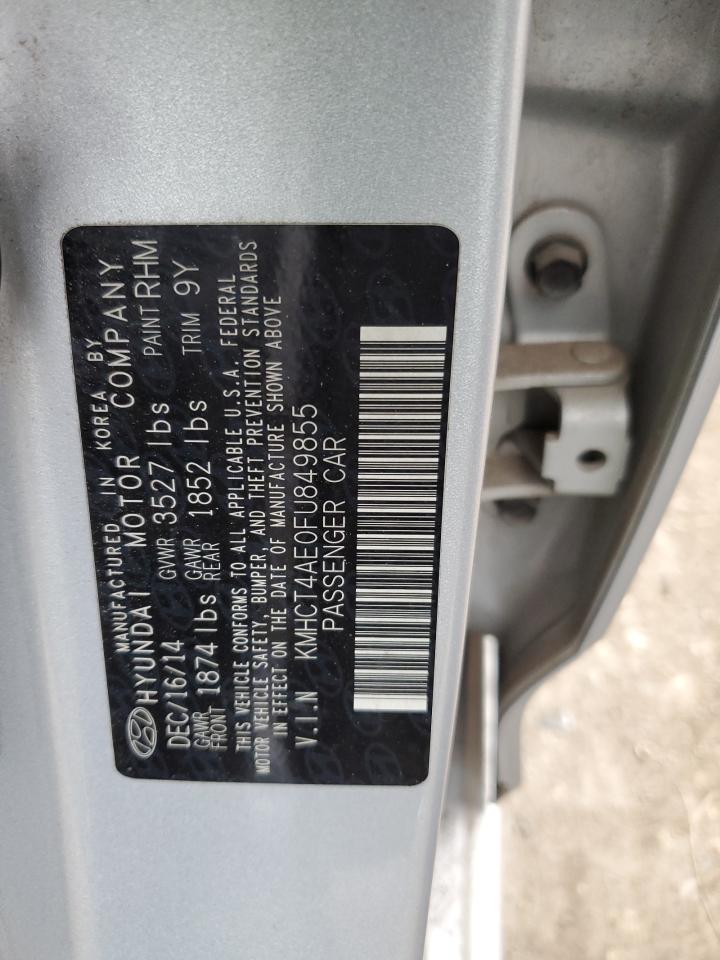 MANUFACTURED IN KOREA BY
HYUNDAI MOTOR COMPANY
DEC/16/14 GVWR 3527 lbs PAINT RHM
GAWR FRONT 1874 lbs GAWR REAR 1852 lbs TRIM 9Y
THIS VEHICLE CONFORMS TO ALL APPLICABLE U.S.A. FEDERAL
MOTOR VEHICLE SAFETY, BUMPER, AND THEFT PREVENTION STANDARDS
IN EFFECT ON THE DATE OF MANUFACTURE SHOWN ABOVE
V.I.N KMHCT4AE0FU849855
PASSENGER CAR